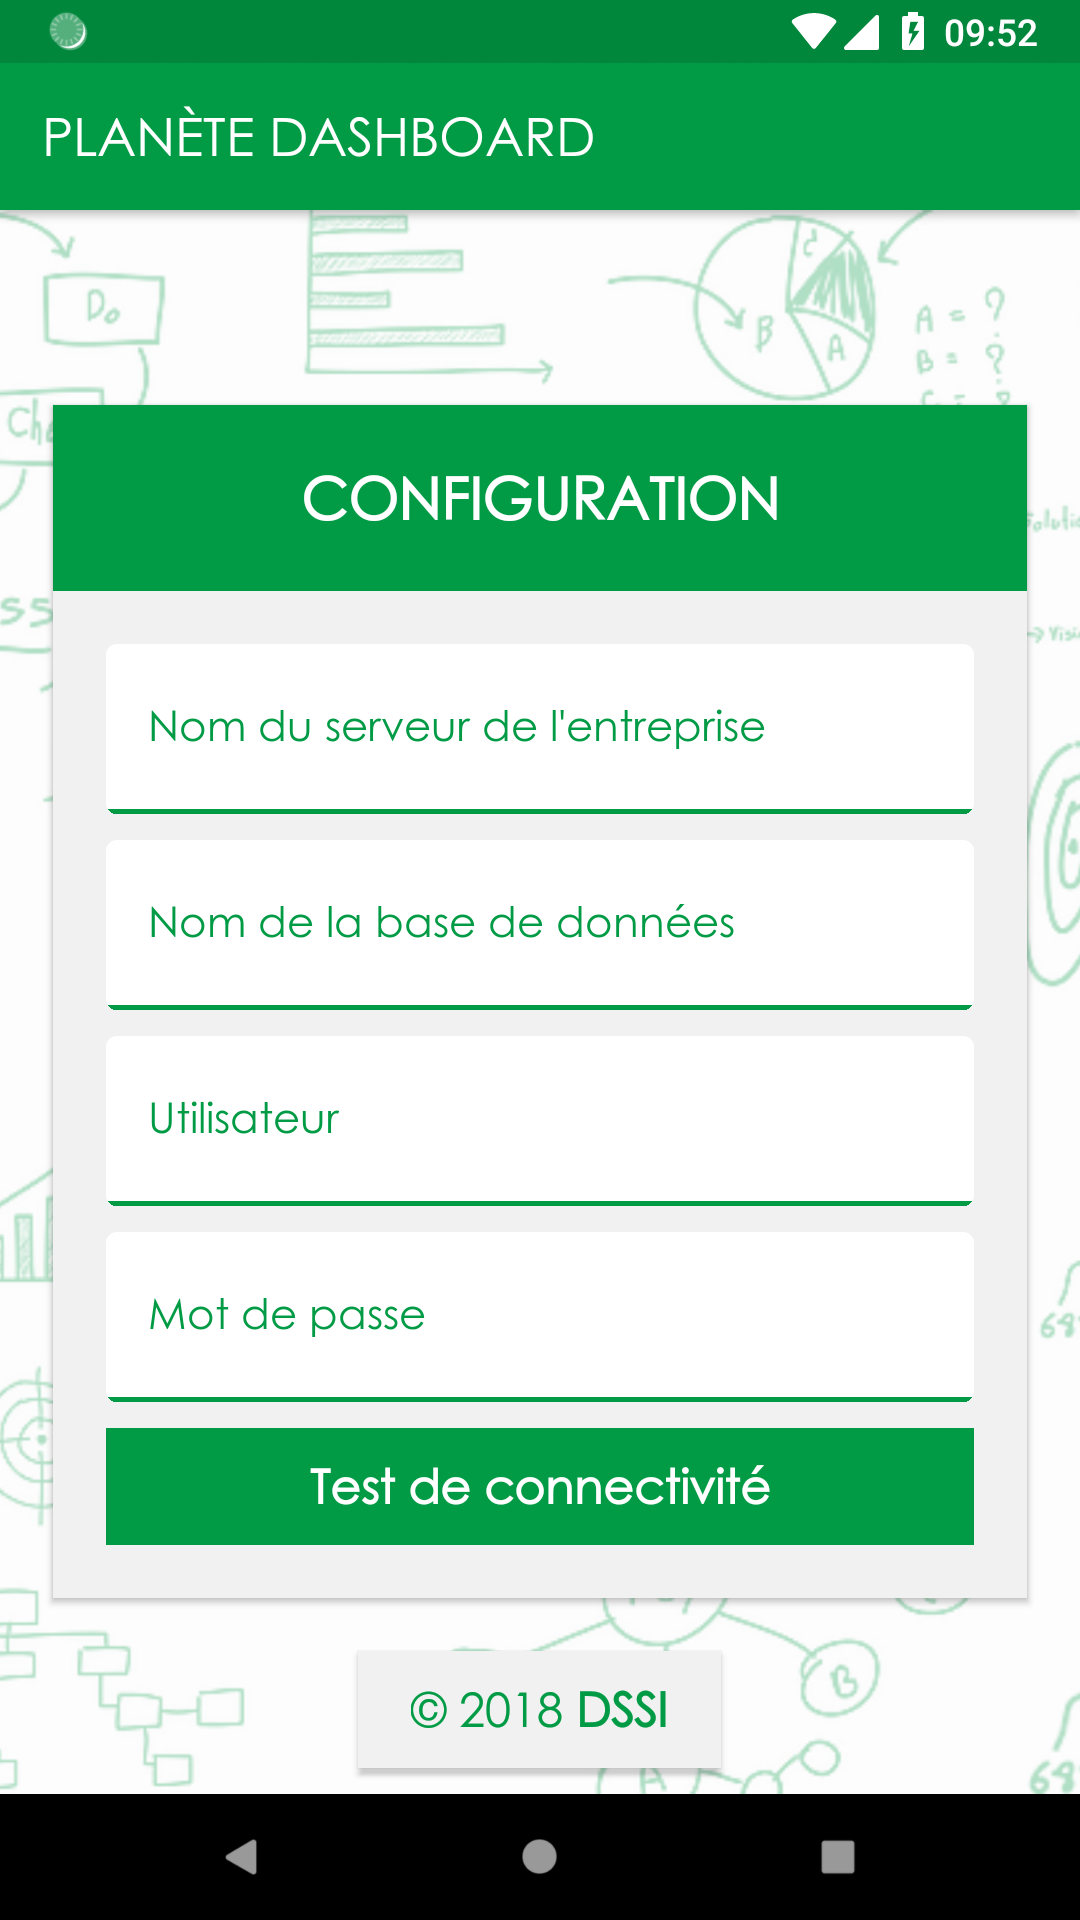 09:52
PLANÈTE DASHBOARD
Do
C
B
A
A = ?
B = ?
CONFIGURATION
Nom du serveur de l'entreprise
Nom de la base de données
Utilisateur
Mot de passe
Test de connectivité
B
© 2018 DSSI
A